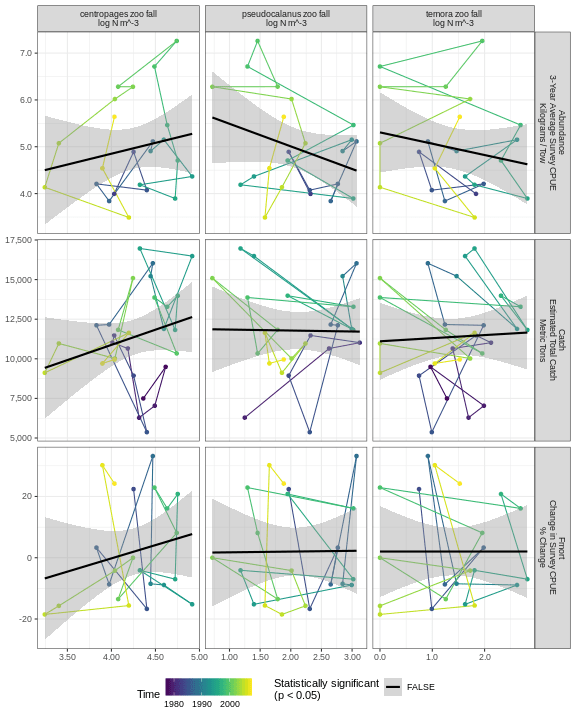 centropages zoo fall
log N m^-3
pseudocalanus zoo fall
log N m^-3
temora zoo fall
log N m^-3
7.0
6.0
5.0
4.0
Abundance
3-Year Average Survey CPUE
Kilograms / Tow
17,500
15,000
12,500
10,000
7,500
5,000
Catch
Estimated Total Catch
Metric Tons
20
0
-20
Fmort
Change in Survey CPUE
% Change
3.50
4.00
4.50
5.00
1.00
2.00
3.00
0.0
1.0
2.0
Time
1980
1990
2000
Statistically significant
(p < 0.05)
FALSE